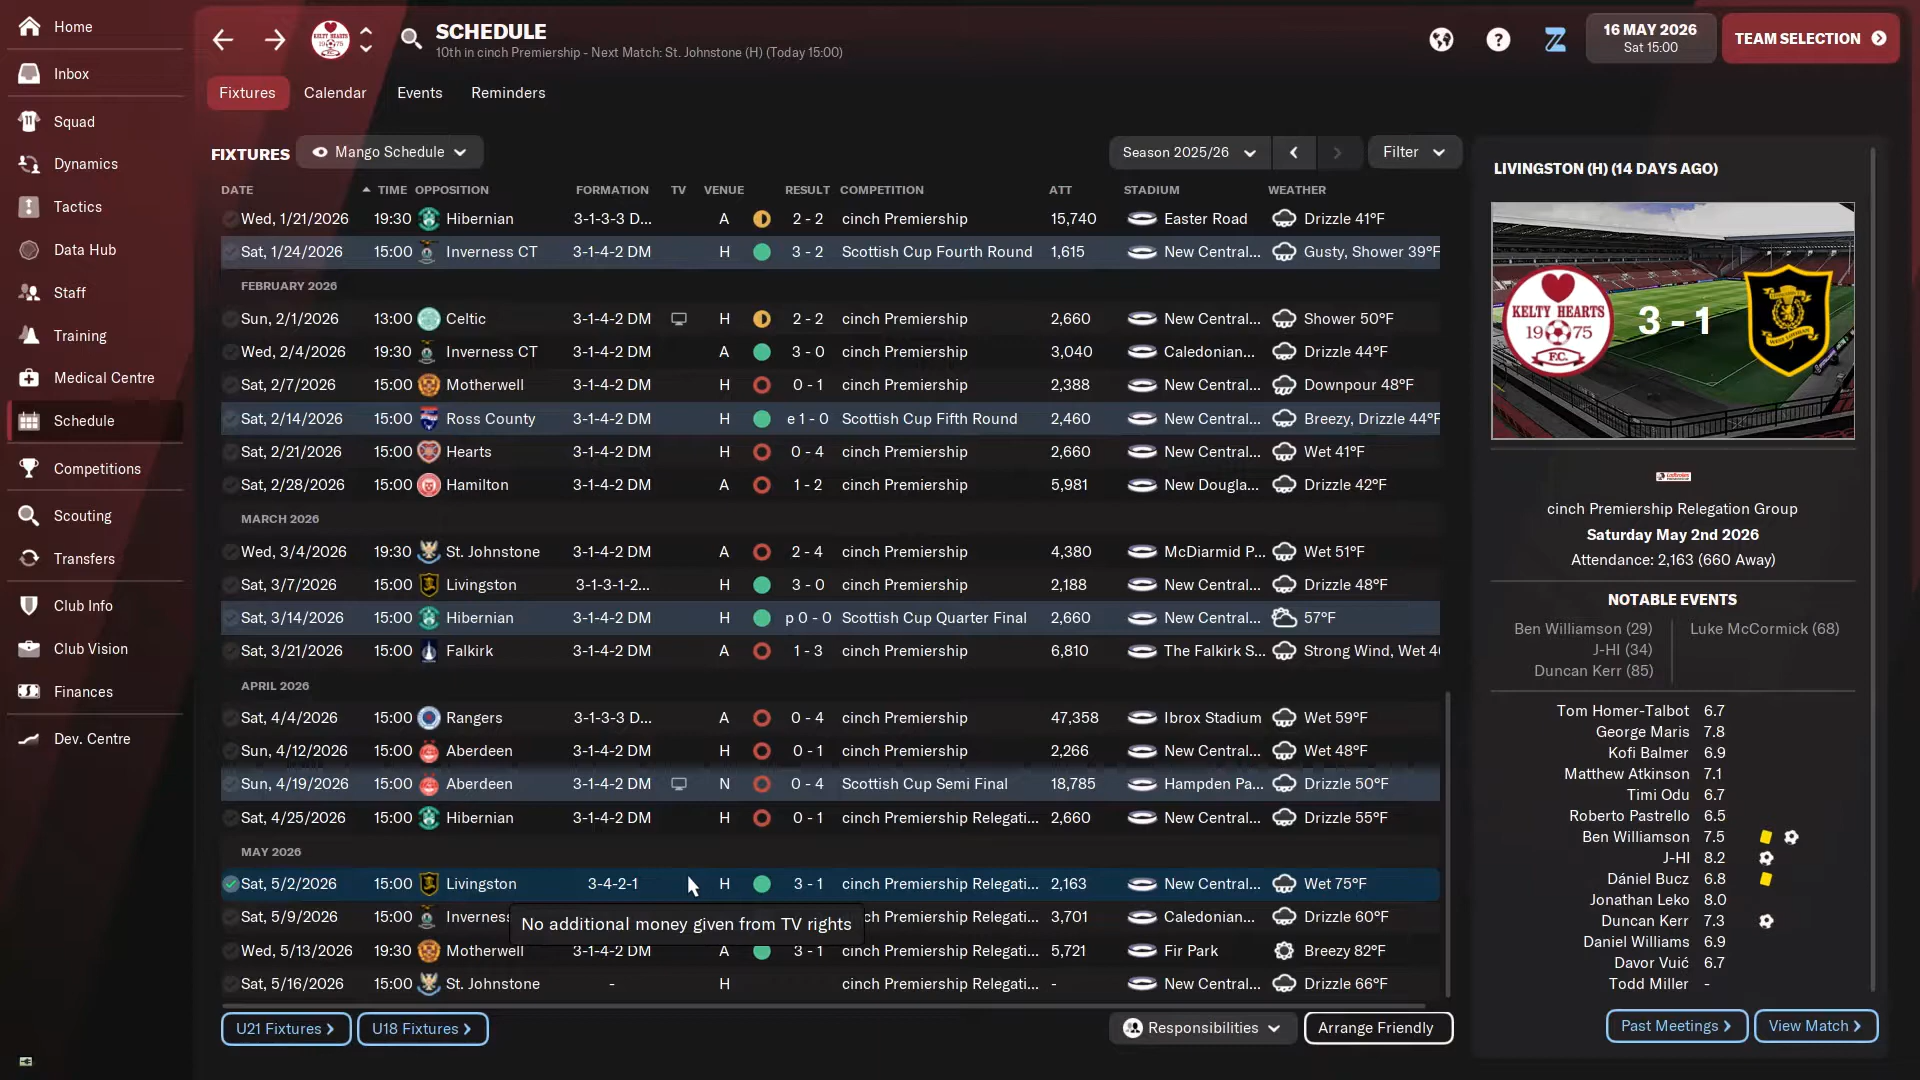 Home
Inbox
Squad
Dynamics
Tactics
Data Hub
Staff
Training
Medical Centre
Schedule
Competitions
Scouting
Transfers
Club Info
Club Vision
Finances
Dev. Centre
SCHEDULE
10th in cinch Premiership - Next Match: St. Johnstone (H) (Today 15:00)
16 MAY 2026
Sat 15:00
TEAM SELECTION
Fixtures Calendar Events Reminders
FIXTURES Mango Schedule Season 2025/26 Filter
DATE TIME OPPOSITION FORMATION TV VENUE RESULT COMPETITION ATT STADIUM WEATHER
Wed, 1/21/2026 19:30 Hibernian 3-1-3-3 D... A 2 - 2 cinch Premiership 15,740 Easter Road Drizzle 41°F
Sat, 1/24/2026 15:00 Inverness CT 3-1-4-2 DM H 3 - 2 Scottish Cup Fourth Round 1,615 New Central... Gusty, Shower 39°F
FEBRUARY 2026
Sun, 2/1/2026 13:00 Celtic 3-1-4-2 DM H 2 - 2 cinch Premiership 2,660 New Central... Shower 50°F
Wed, 2/4/2026 19:30 Inverness CT 3-1-4-2 DM A 3 - 0 cinch Premiership 3,040 Caledonian... Drizzle 44°F
Sat, 2/7/2026 15:00 Motherwell 3-1-4-2 DM H 0 - 1 cinch Premiership 2,388 New Central... Downpour 48°F
Sat, 2/14/2026 15:00 Ross County 3-1-4-2 DM H e 1 - 0 Scottish Cup Fifth Round 2,460 New Central... Breezy, Drizzle 44°F
Sat, 2/21/2026 15:00 Hearts 3-1-4-2 DM H 0 - 4 cinch Premiership 2,660 New Central... Wet 41°F
Sat, 2/28/2026 15:00 Hamilton 3-1-4-2 DM A 1 - 2 cinch Premiership 5,981 New Dougla... Drizzle 42°F
MARCH 2026
Wed, 3/4/2026 19:30 St. Johnstone 3-1-4-2 DM A 2 - 4 cinch Premiership 4,380 McDiarmid P... Wet 51°F
Sat, 3/7/2026 15:00 Livingston 3-1-3-1-2... H 3 - 0 cinch Premiership 2,188 New Central... Drizzle 48°F
Sat, 3/14/2026 15:00 Hibernian 3-1-4-2 DM H p 0 - 0 Scottish Cup Quarter Final 2,660 New Central... 57°F
Sat, 3/21/2026 15:00 Falkirk 3-1-4-2 DM A 1 - 3 cinch Premiership 6,810 The Falkirk S... Strong Wind, Wet 4
APRIL 2026
Sat, 4/4/2026 15:00 Rangers 3-1-3-3 D... A 0 - 4 cinch Premiership 47,358 Ibrox Stadium Wet 59°F
Sun, 4/12/2026 15:00 Aberdeen 3-1-4-2 DM H 0 - 1 cinch Premiership 2,266 New Central... Wet 48°F
Sun, 4/19/2026 15:00 Aberdeen 3-1-4-2 DM N 0 - 4 Scottish Cup Semi Final 18,785 Hampden Pa... Drizzle 50°F
Sat, 4/25/2026 15:00 Hibernian 3-1-4-2 DM H 0 - 1 cinch Premiership Relegati... 2,660 New Central... Drizzle 55°F
MAY 2026
Sat, 5/2/2026 15:00 Livingston 3-4-2-1 H 3 - 1 cinch Premiership Relegati... 2,163 New Central... Wet 75°F
Sat, 5/9/2026 15:00 Inverness ch Premiership Relegati... 3,701 Caledonian... Drizzle 60°F
No additional money given from TV rights
Wed, 5/13/2026 19:30 Motherwell 3-1-4-2 DM A 3 - 1 cinch Premiership Relegati... 5,721 Fir Park Breezy 82°F
Sat, 5/16/2026 15:00 St. Johnstone - H cinch Premiership Relegati... - New Central... Drizzle 66°F
U21 Fixtures U18 Fixtures Responsibilities Arrange Friendly
LIVINGSTON (H) (14 DAYS AGO)
KELTY HEARTS
1975
F.C.
3 - 1
cinch Premiership Relegation Group
Saturday May 2nd 2026
Attendance: 2,163 (660 Away)
NOTABLE EVENTS
Ben Williamson (29) Luke McCormick (68)
J-HI (34)
Duncan Kerr (85)
Tom Homer-Talbot 6.7
George Maris 7.8
Kofi Balmer 6.9
Matthew Atkinson 7.1
Timi Odu 6.7
Roberto Pastrello 6.5
Ben Williamson 7.5
J-HI 8.2
Dániel Bucz 6.8
Jonathan Leko 8.0
Duncan Kerr 7.3
Daniel Williams 6.9
Davor Vuić 6.7
Todd Miller -
Past Meetings View Match